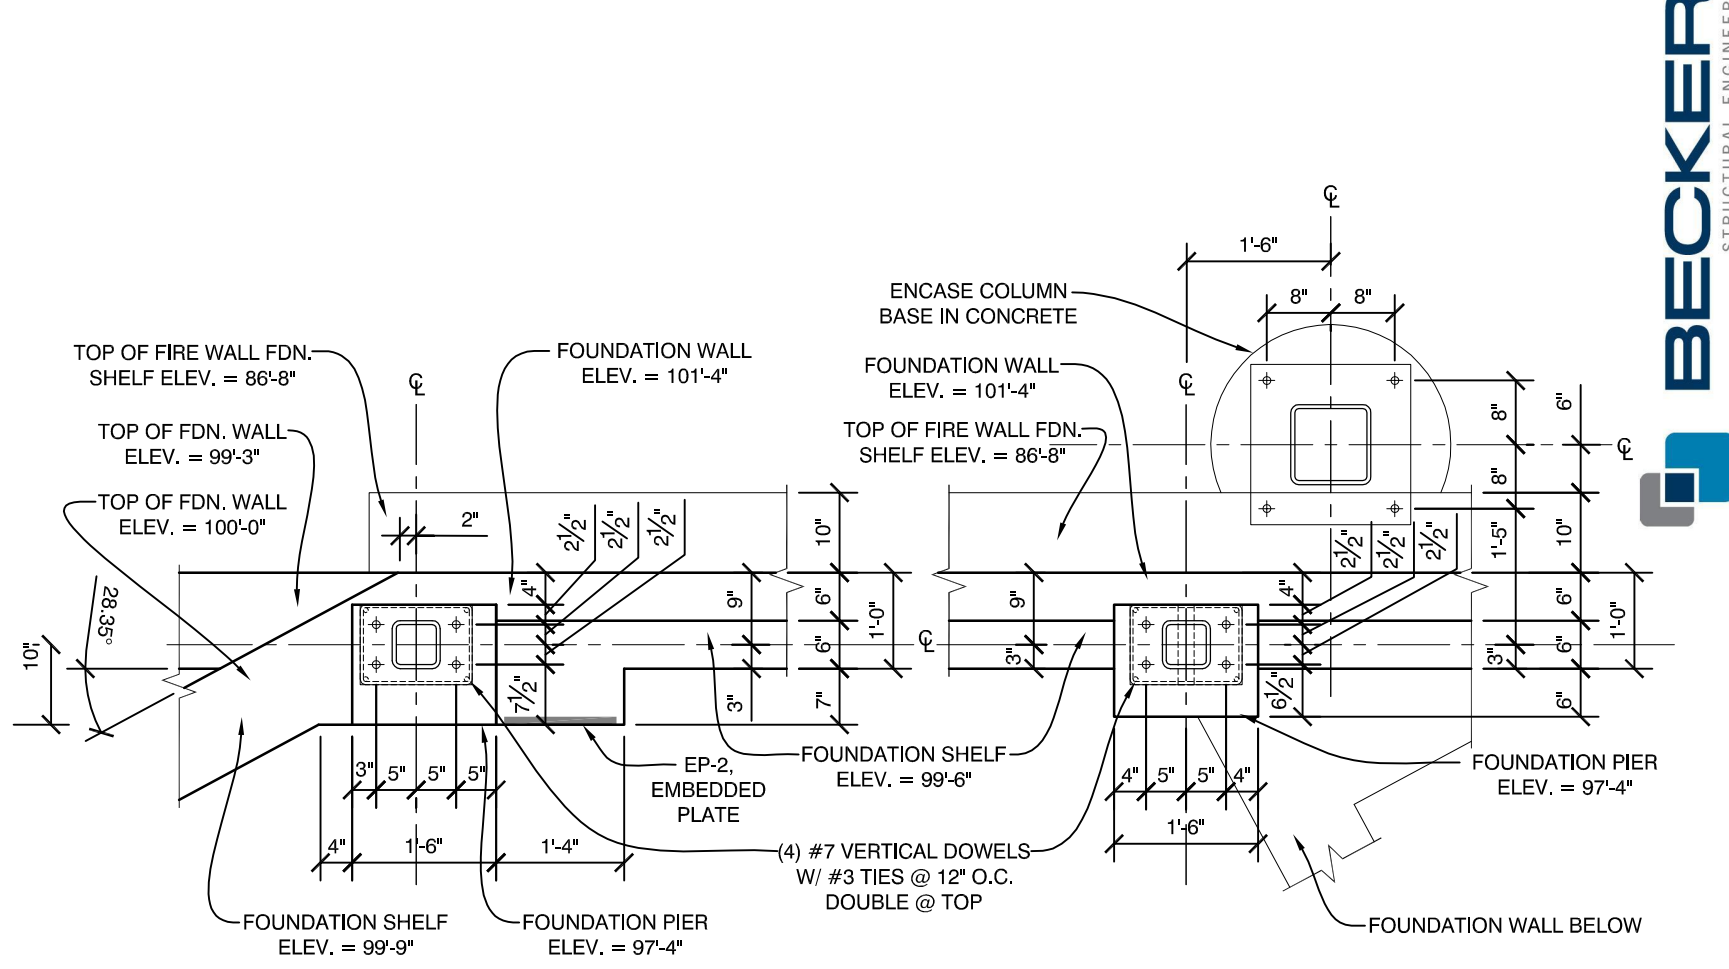 BECKER
STRUCTURAL ENGINEER
℄
1'-6"
ENCASE COLUMN
BASE IN CONCRETE
8"
8"
TOP OF FIRE WALL FDN.
SHELF ELEV. = 86'-8"
FOUNDATION WALL
ELEV. = 101'-4"
℄
FOUNDATION WALL
ELEV. = 101'-4"
℄
TOP OF FDN. WALL
ELEV. = 99'-3"
TOP OF FIRE WALL FDN.
SHELF ELEV. = 86'-8"
8"
6"
℄
8"
TOP OF FDN. WALL
ELEV. = 100'-0"
2"
2½"
2½"
2½"
10"
2½"
2½"
2½"
1'-5"
10"
28.35°
10"
4"
9"
6"
1'-0"
6"
℄
9"
3"
4"
6"
1'-0"
6"
3"
7½"
3"
7"
6½"
6"
3"
5"
5"
5"
EP-2,
EMBEDDED
PLATE
FOUNDATION SHELF
ELEV. = 99'-6"
4"
5"
5"
4"
FOUNDATION PIER
ELEV. = 97'-4"
1'-6"
4"
1'-6"
1'-4"
(4) #7 VERTICAL DOWELS
W/ #3 TIES @ 12" O.C.
DOUBLE @ TOP
FOUNDATION SHELF
ELEV. = 99'-9"
FOUNDATION PIER
ELEV. = 97'-4"
FOUNDATION WALL BELOW